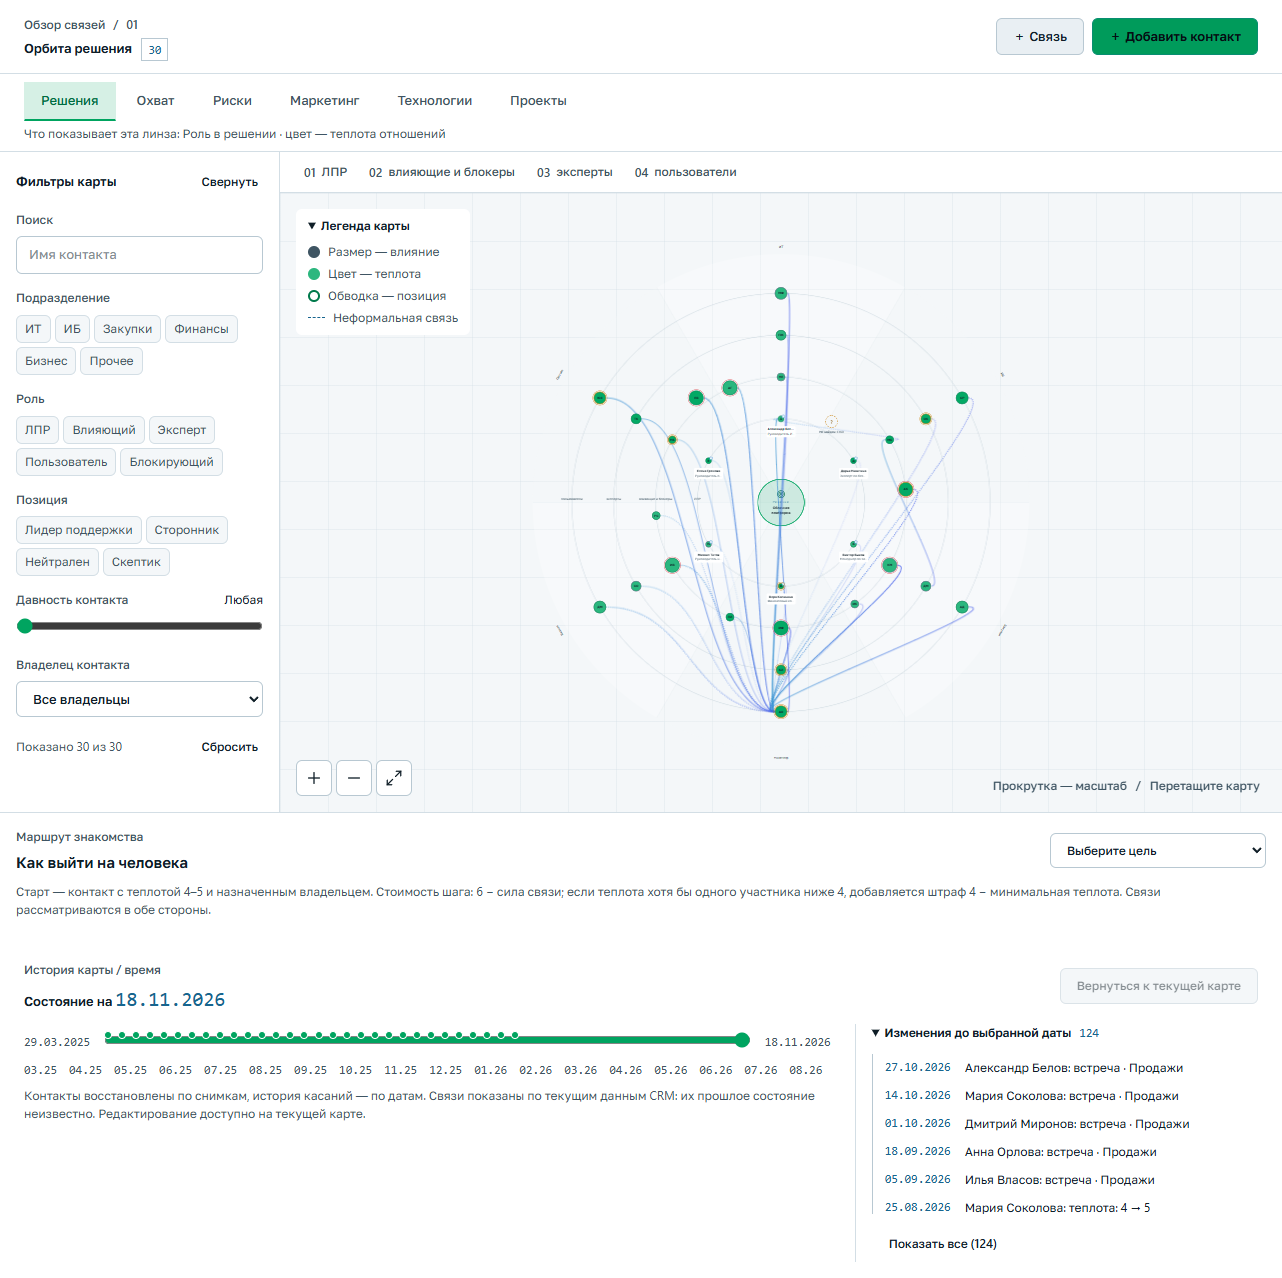 Обзор связей / 01
Орбита решения 30
+ Связь
+ Добавить контакт
Решения
Охват
Риски
Маркетинг
Технологии
Проекты
Что показывает эта линза: Роль в решении · цвет — теплота отношений
Фильтры карты
Свернуть
Поиск
Имя контакта
Подразделение
ИТ
ИБ
Закупки
Финансы
Бизнес
Прочее
Роль
ЛПР
Влияющий
Эксперт
Пользователь
Блокирующий
Позиция
Лидер поддержки
Сторонник
Нейтрален
Скептик
Давность контакта
Любая
Владелец контакта
Все владельцы
Показано 30 из 30
Сбросить
01 ЛПР
02 влияющие и блокеры
03 эксперты
04 пользователи
Легенда карты
Размер — влияние
Цвет — теплота
Обводка — позиция
Неформальная связь
Прокрутка — масштаб / Перетащите карту
Маршрут знакомства
Как выйти на человека
Выберите цель
Старт — контакт с теплотой 4–5 и назначенным владельцем. Стоимость шага: 6 − сила связи; если теплота хотя бы одного участника ниже 4, добавляется штраф 4 − минимальная теплота. Связи
рассматриваются в обе стороны.
История карты / время
Состояние на 18.11.2026
Вернуться к текущей карте
29.03.2025
18.11.2026
03.25 04.25 05.25 06.25 07.25 08.25 09.25 10.25 11.25 12.25 01.26 02.26 03.26 04.26 05.26 06.26 07.26 08.26
Контакты восстановлены по снимкам, история касаний — по датам. Связи показаны по текущим данным CRM: их прошлое состояние
неизвестно. Редактирование доступно на текущей карте.
Изменения до выбранной даты 124
27.10.2026 Александр Белов: встреча · Продажи
14.10.2026 Мария Соколова: встреча · Продажи
01.10.2026 Дмитрий Миронов: встреча · Продажи
18.09.2026 Анна Орлова: встреча · Продажи
05.09.2026 Илья Власов: встреча · Продажи
25.08.2026 Мария Соколова: теплота: 4 → 5
Показать все (124)